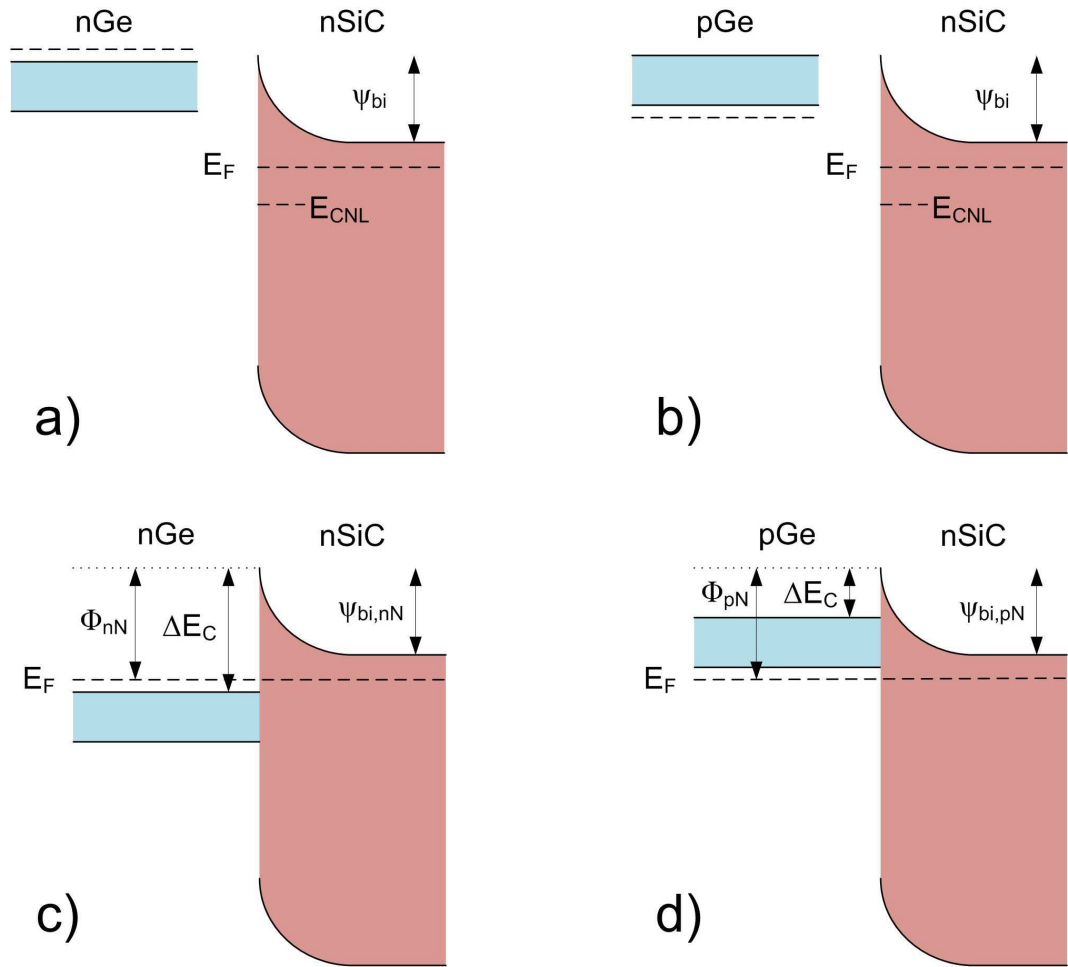 nGe
nSiC
ψbi
EF
ECNL
a)
pGe
nSiC
ψbi
EF
ECNL
b)
nGe
nSiC
ΦnN
ΔEC
ψbi,nN
EF
c)
pGe
nSiC
ΦpN
ΔEC
ψbi,pN
EF
d)